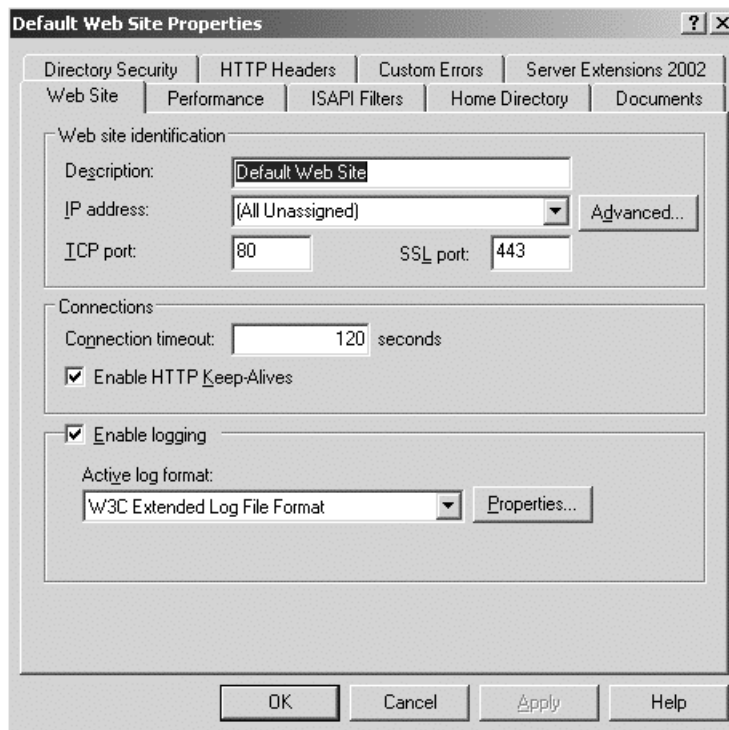 Default Web Site Properties ? X
Directory Security HTTP Headers Custom Errors Server Extensions 2002
Web Site Performance ISAPI Filters Home Directory Documents
Web site identification
Description: Default Web Site
IP address: (All Unassigned) Advanced...
TCP port: 80 SSL port: 443
Connections
Connection timeout: 120 seconds
Enable HTTP Keep-Alives
Enable logging
Active log format:
W3C Extended Log File Format Properties...
OK Cancel Apply Help